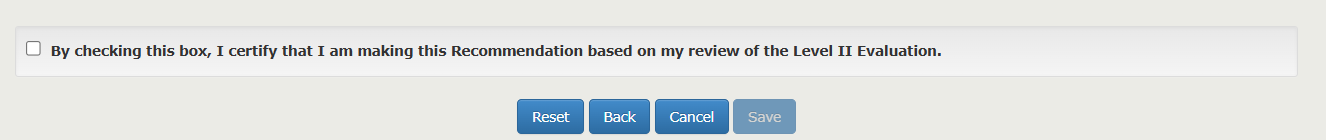 By checking this box, I certify that I am making this Recommendation based on my review of the Level II Evaluation.
Reset Back Cancel Save